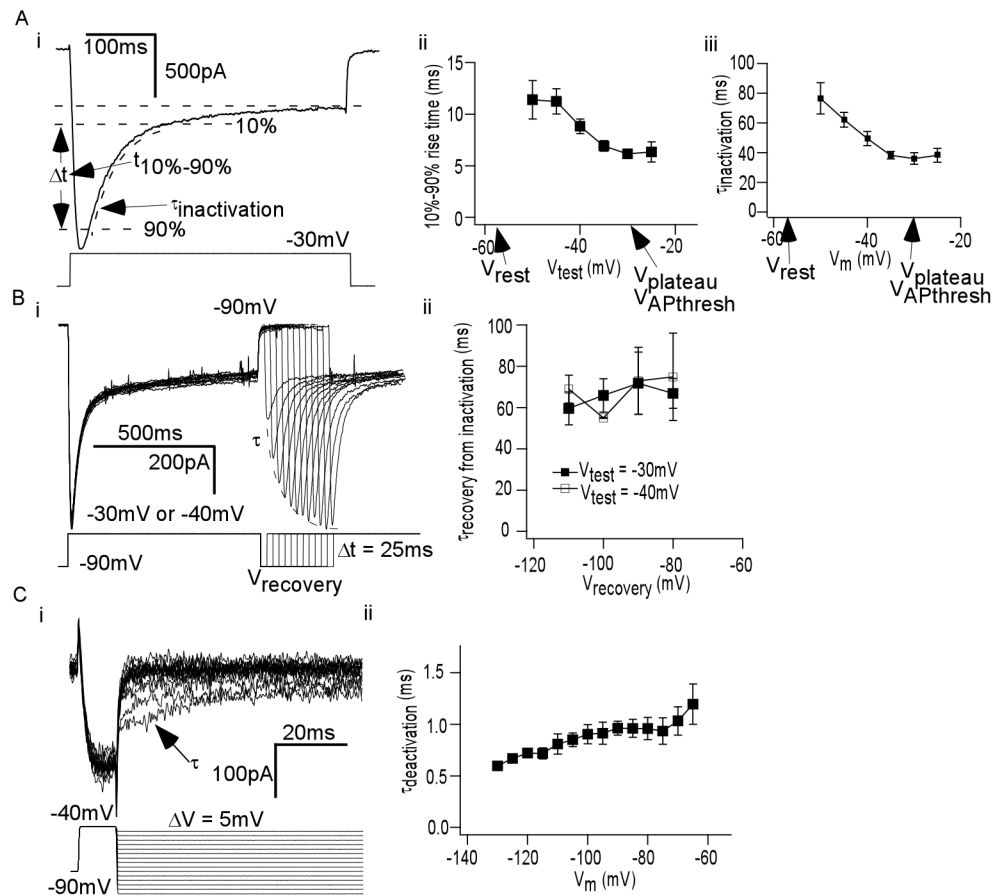 A
i
100ms
500pA
10%
Δt
t10%-90%
τinactivation
90%
-30mV
ii
10%-90% rise time (ms)
15
10
5
0
-60
-40
-20
Vrest
Vtest (mV)
Vplateau
VAPthresh
iii
τinactivation (ms)
100
80
60
40
20
0
-60
-40
-20
Vrest
Vm (mV)
Vplateau
VAPthresh
B
i
-90mV
500ms
200pA
τ
-30mV or -40mV
-90mV
Δt = 25ms
Vrecovery
ii
τrecovery from inactivation (ms)
100
80
60
40
20
0
Vtest = -30mV
Vtest = -40mV
-120
-100
-80
-60
Vrecovery (mV)
C
i
20ms
100pA
τ
-40mV
ΔV = 5mV
-90mV
ii
τdeactivation (ms)
1.5
1.0
0.5
0.0
-140
-120
-100
-80
-60
Vm (mV)